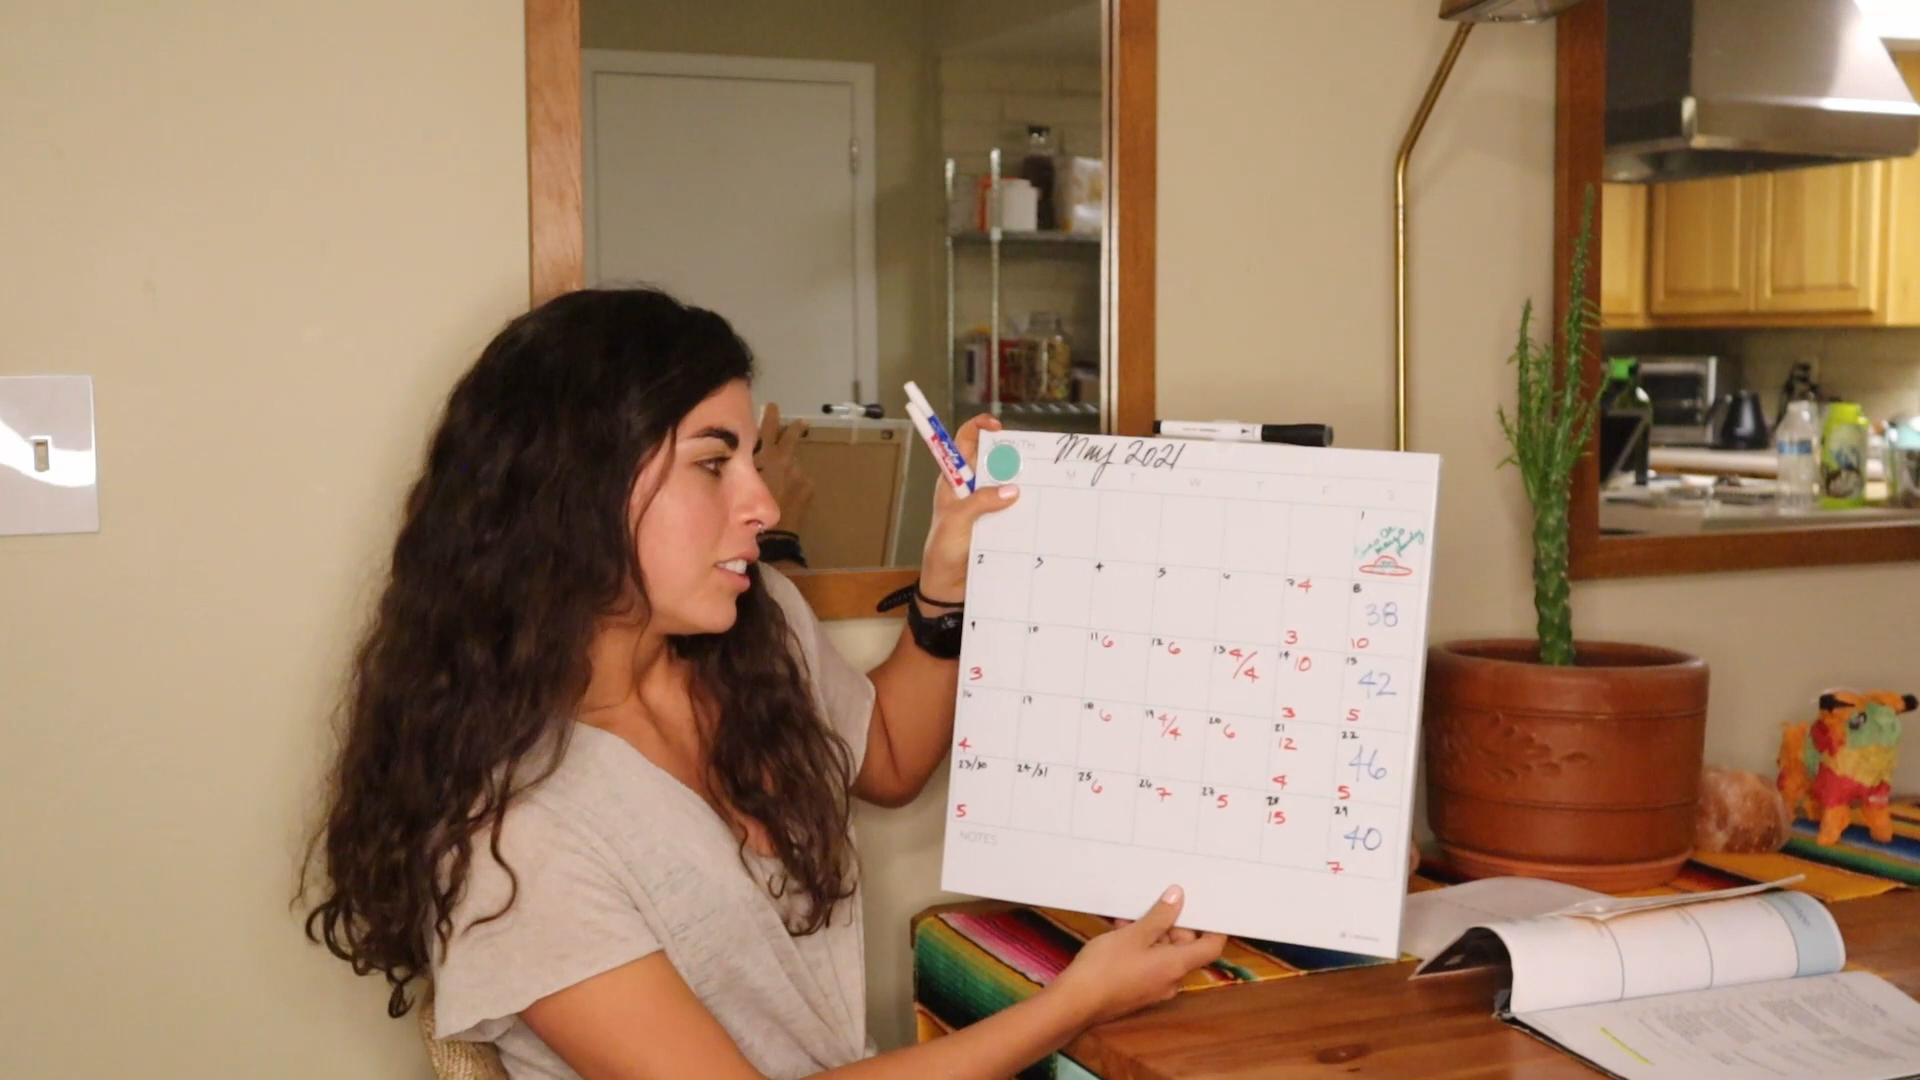 MONTH May 2021
M T W T F S
1
2 3 4 5 6 7 4 8
38
3 10
9 10 11 6 12 6 13 4/4 14 10 15
42
3 3 5
16 17 18 6 19 4/4 20 6 21 12 22
46
4 4 5
23/30 24/31 25 6 26 7 27 5 28 15 29
40
5 7
NOTES